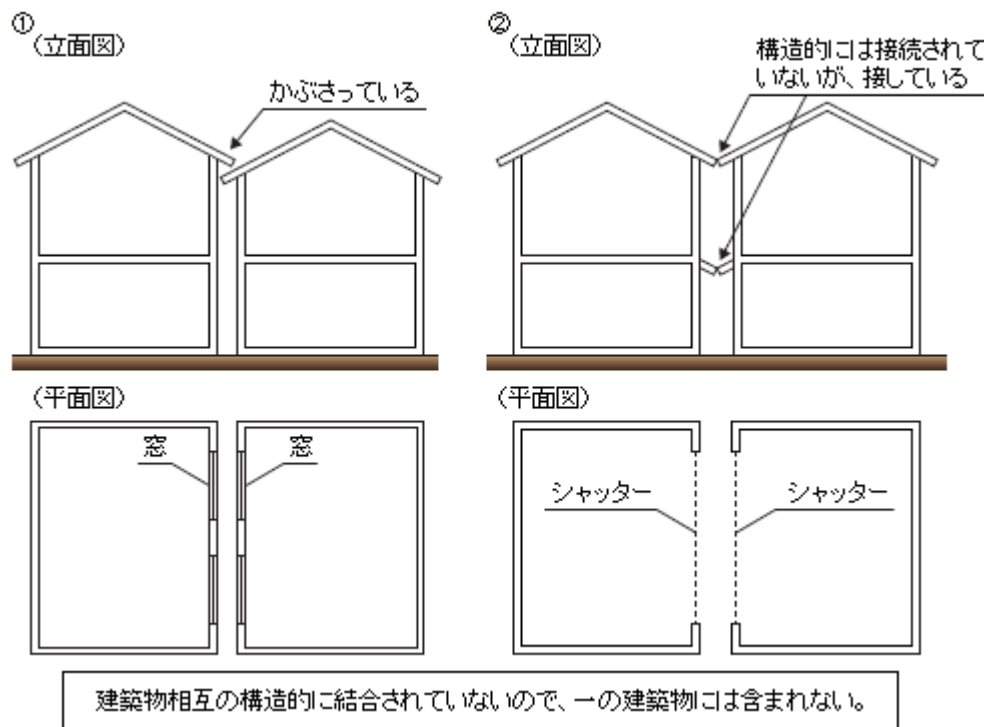 ①
(立面図)
かぶさっている
②
(立面図)
構造的には接続されて
いないが、接している
(平面図)
窓
窓
(平面図)
シャッター
シャッター
建築物相互の構造的に結合されていないので、一の建築物には含まれない。